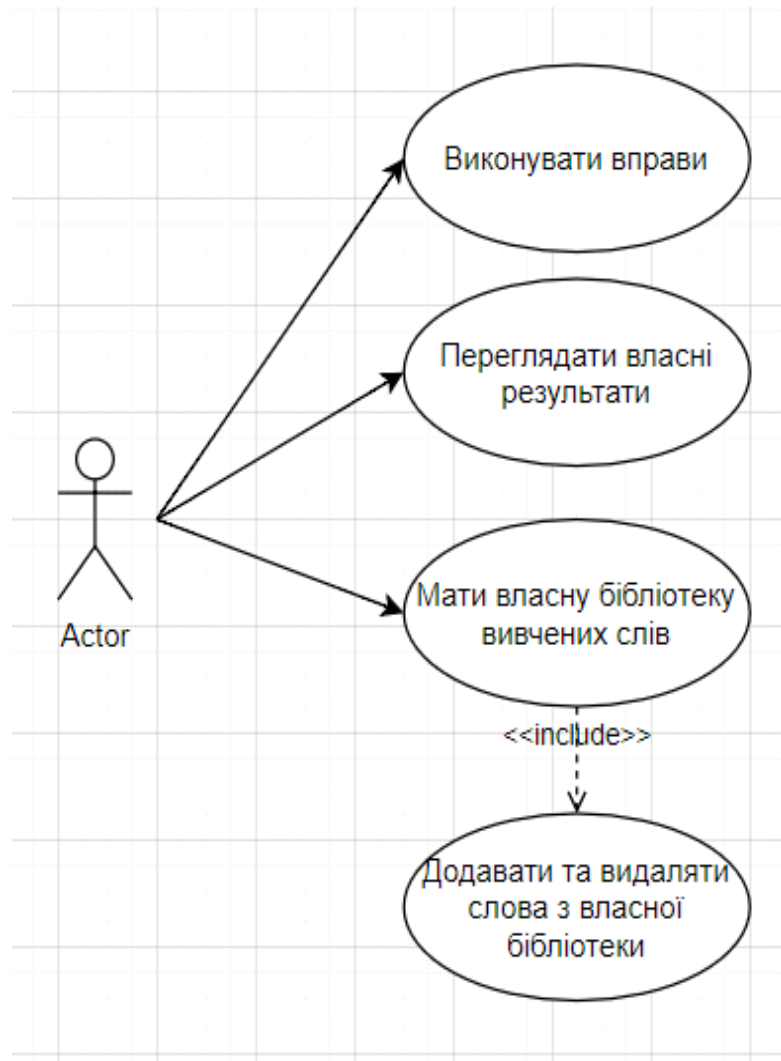 Виконувати вправи
Переглядати власні
результати
Мати власну бібліотеку
вивчених слів
Actor
<<include>>
Додавати та видаляти
слова з власної
бібліотеки